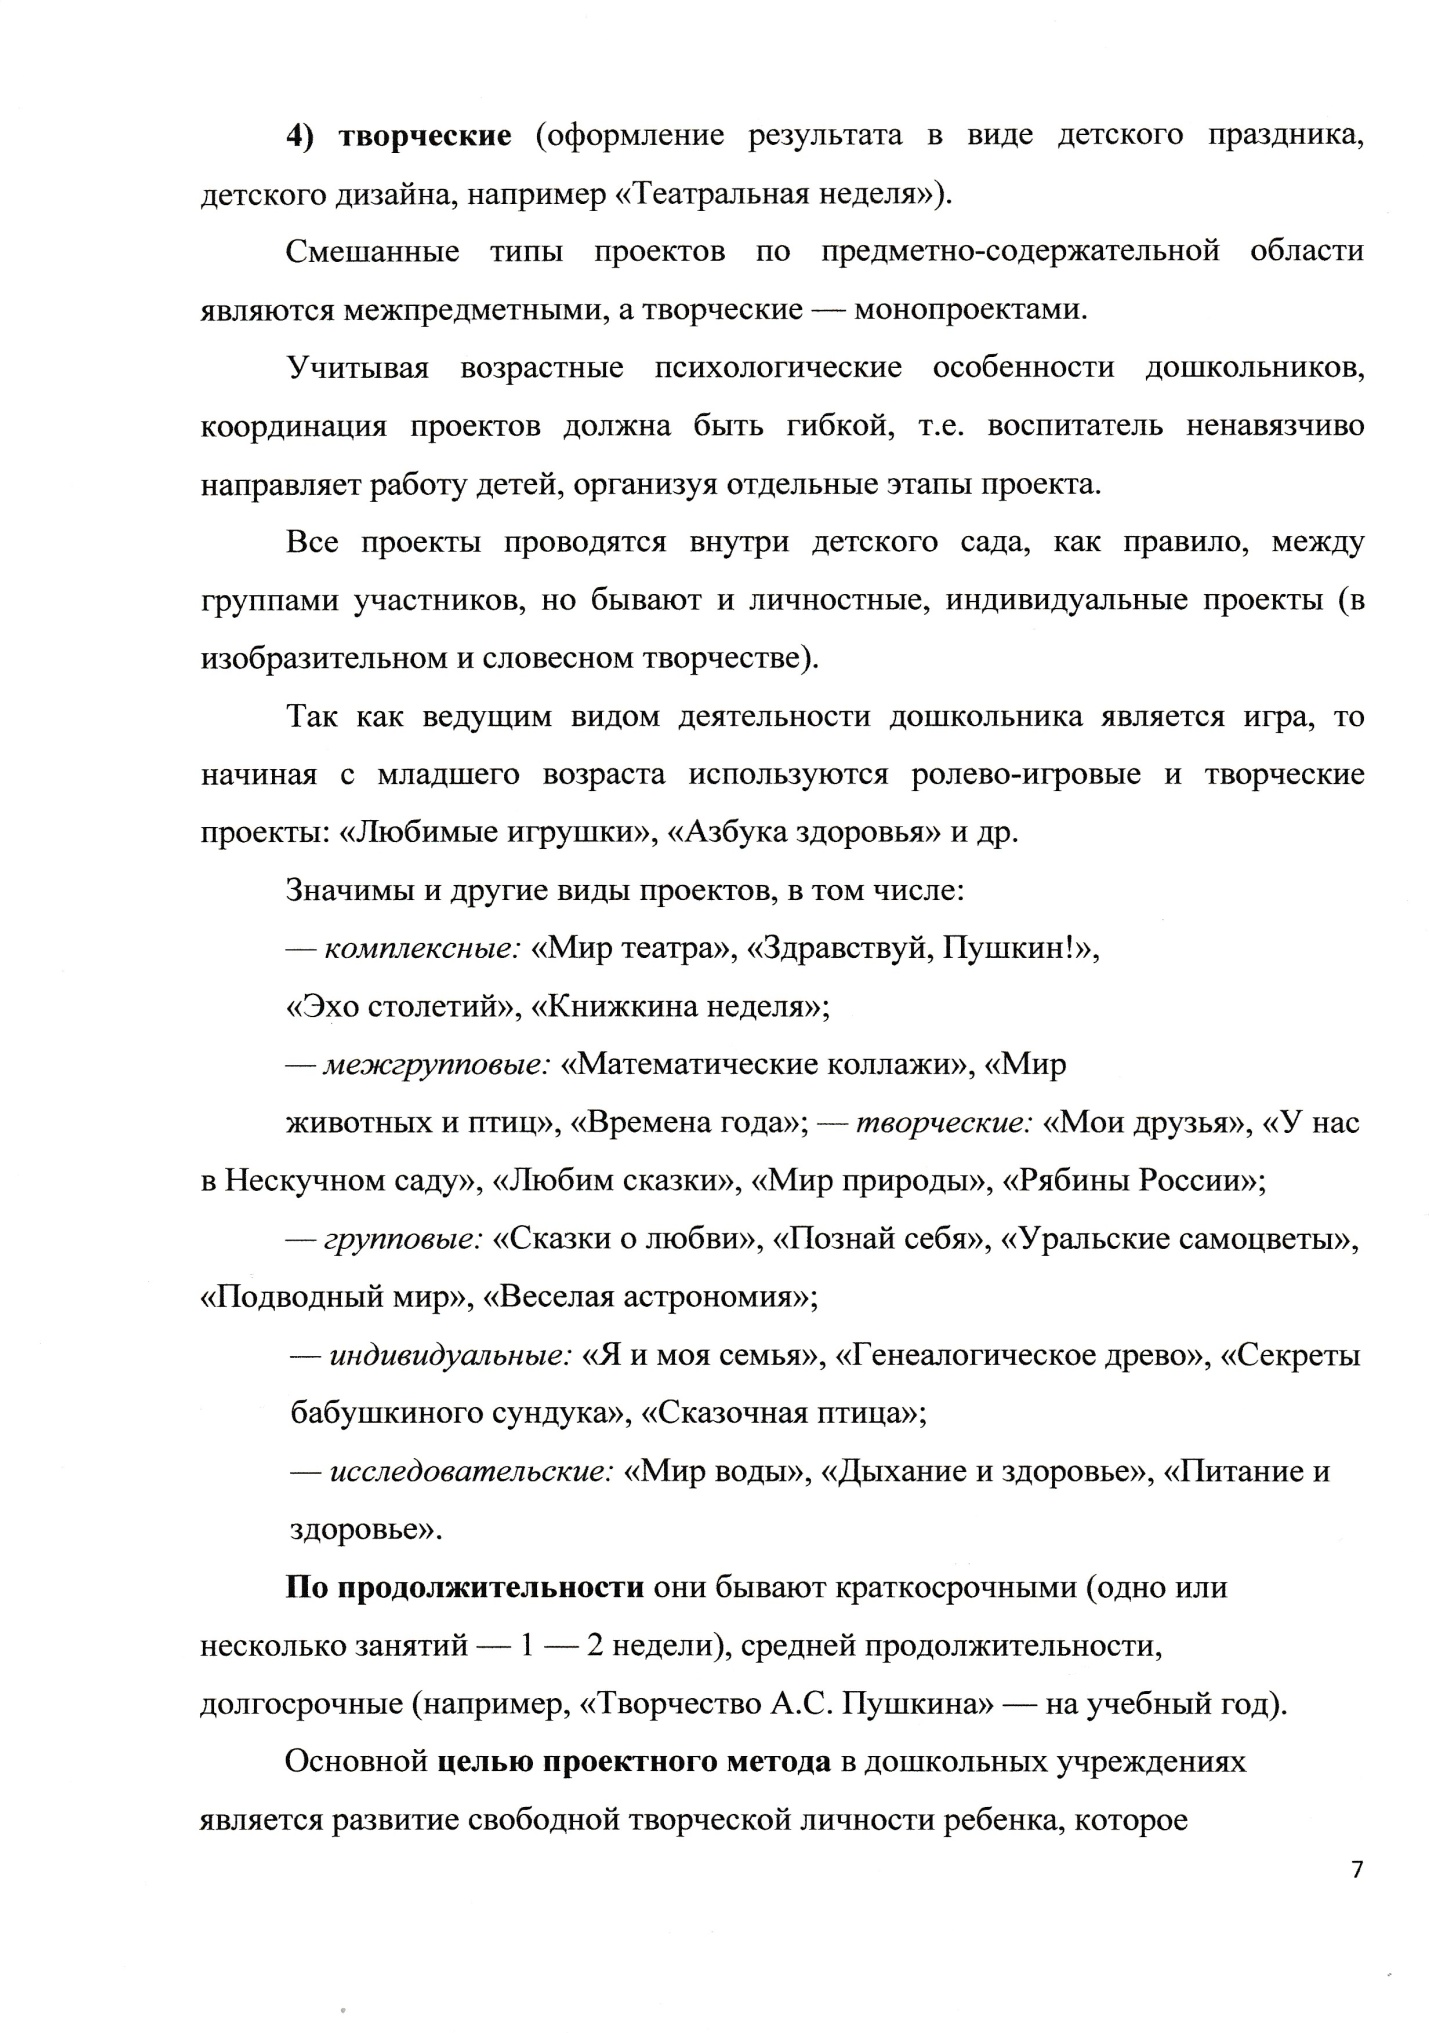 4) творческие (оформление результата в виде детского праздника,
детского дизайна, например «Театральная неделя»).
Смешанные типы проектов по предметно-содержательной области
являются межпредметными, а творческие — монопроектами.
Учитывая возрастные психологические особенности дошкольников,
координация проектов должна быть гибкой, т.е. воспитатель ненавязчиво
направляет работу детей, организуя отдельные этапы проекта.
Все проекты проводятся внутри детского сада, как правило, между
группами участников, но бывают и личностные, индивидуальные проекты (в
изобразительном и словесном творчестве).
Так как ведущим видом деятельности дошкольника является игра, то
начиная с младшего возраста используются ролево-игровые и творческие
проекты: «Любимые игрушки», «Азбука здоровья» и др.
Значимы и другие виды проектов, в том числе:
— комплексные: «Мир театра», «Здравствуй, Пушкин!»,
«Эхо столетий», «Книжкина неделя»;
— межгрупповые: «Математические коллажи», «Мир
животных и птиц», «Времена года»; — творческие: «Мои друзья», «У нас
в Нескучном саду», «Любим сказки», «Мир природы», «Рябины России»;
— групповые: «Сказки о любви», «Познай себя», «Уральские самоцветы»,
«Подводный мир», «Веселая астрономия»;
— индивидуальные: «Я и моя семья», «Генеалогическое древо», «Секреты
бабушкиного сундука», «Сказочная птица»;
— исследовательские: «Мир воды», «Дыхание и здоровье», «Питание и
здоровье».
По продолжительности они бывают краткосрочными (одно или
несколько занятий — 1 — 2 недели), средней продолжительности,
долгосрочные (например, «Творчество А.С. Пушкина» — на учебный год).
Основной целью проектного метода в дошкольных учреждениях
является развитие свободной творческой личности ребенка, которое
7